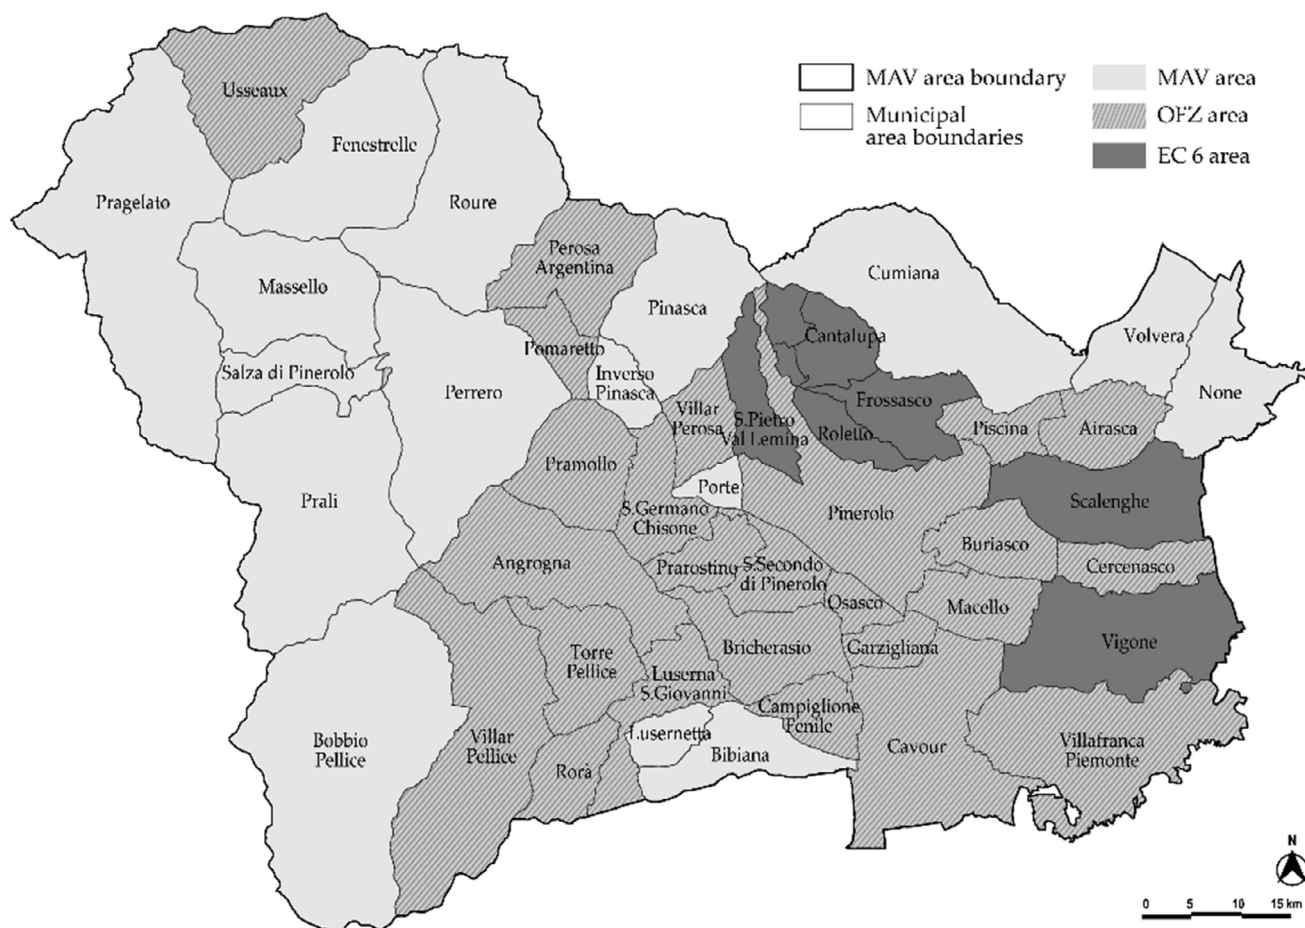 MAV area boundary
Municipal
area boundaries
MAV area
OFZ area
EC 6 area
Usseaux
Fenestrelle
Pragelato
Roure
Perosa
Argentina
Massello
Pinasca
Cumiana
Cantalupa
Volvera
Pomaretto
Salza di Pinerolo
Inverso
Pinasca
Perrero
None
Frossasco
Villar
Perosa
S.Pietro
Val Lemina
Roletto
Piscina
Airasca
Pramollo
Prali
Porte
Scalenghe
S.Germano
Chisone
Pinerolo
Buriasco
Angrogna
Prarostino
S.Secondo
di Pinerolo
Cercenasco
Osasco
Macello
Bricherasio
Garzigliana
Vigone
Torre
Pellice
Luserna
S.Giovanni
Campiglione
Fenile
Lusernetta
Bobbio
Pellice
Villar
Pellice
Bibiana
Cavour
Villafranca
Piemonte
Rorà
N
0 5 10 15 km